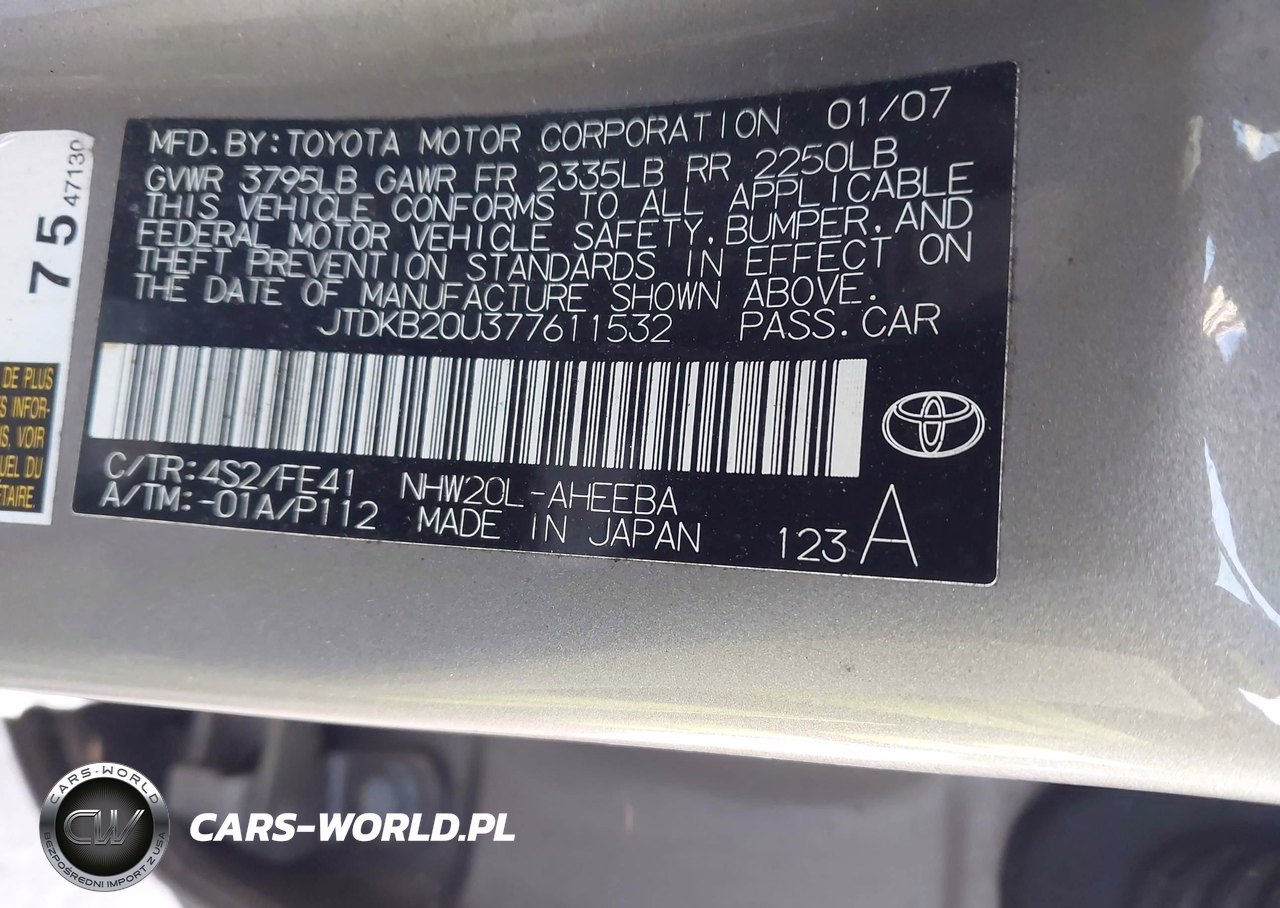 MFD. BY: TOYOTA MOTOR CORPORATION 01/07
GVWR 3795LB GAWR FR 2335LB RR 2250LB
THIS VEHICLE CONFORMS TO ALL APPLICABLE
FEDERAL MOTOR VEHICLE SAFETY, BUMPER, AND
THEFT PREVENTION STANDARDS IN EFFECT ON
THE DATE OF MANUFACTURE SHOWN ABOVE.
JTDKB20U377611532 PASS. CAR
C/TR: 4S2/FE41 NHW20L-AHEEBA
A/TM: -01A/P112 MADE IN JAPAN 123 A
75
47130
DE PLUS
S INFOR-
S, VOIR
UEL DU
TAIRE.
CARS-WORLD
CW
BEZPOŚREDNI IMPORT Z USA
CARS-WORLD.PL